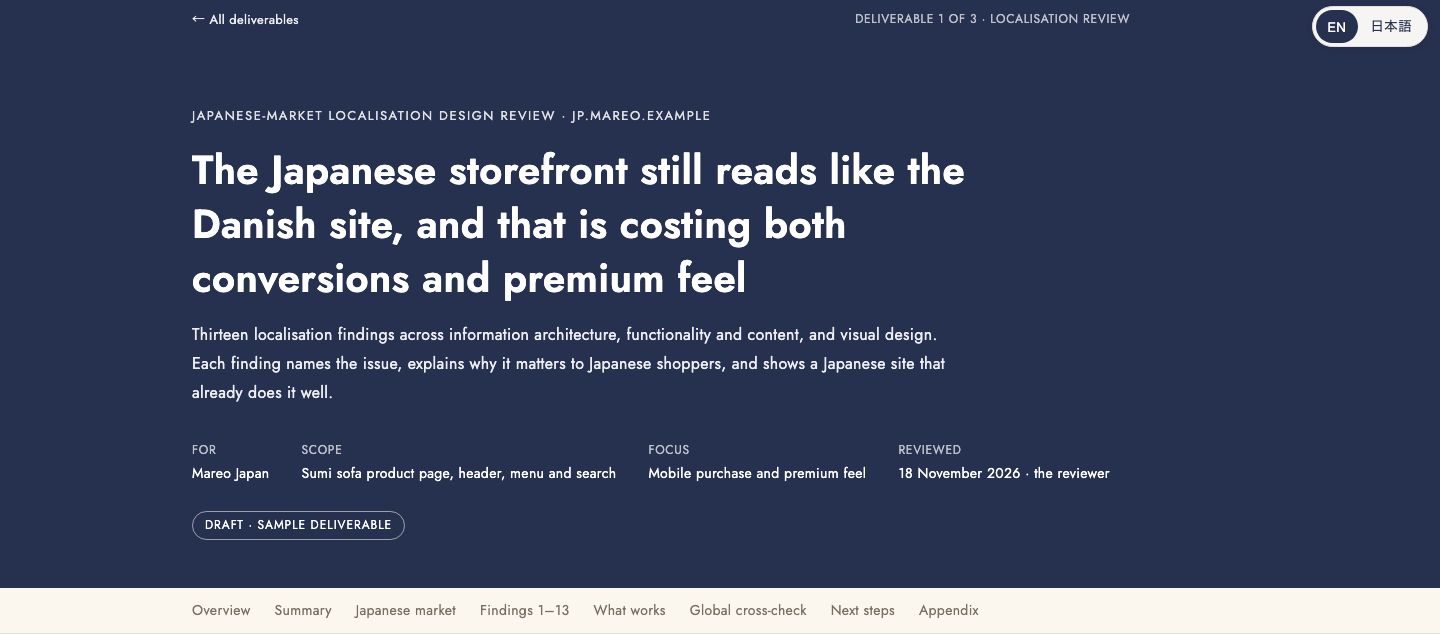 ← All deliverables
DELIVERABLE 1 OF 3 · LOCALISATION REVIEW
EN
日本語
JAPANESE-MARKET LOCALISATION DESIGN REVIEW · JP.MAREO.EXAMPLE
The Japanese storefront still reads like the
Danish site, and that is costing both
conversions and premium feel
Thirteen localisation findings across information architecture, functionality and content, and visual design.
Each finding names the issue, explains why it matters to Japanese shoppers, and shows a Japanese site that
already does it well.
FOR
Mareo Japan
SCOPE
Sumi sofa product page, header, menu and search
FOCUS
Mobile purchase and premium feel
REVIEWED
18 November 2026 · the reviewer
DRAFT · SAMPLE DELIVERABLE
Overview
Summary
Japanese market
Findings 1–13
What works
Global cross-check
Next steps
Appendix